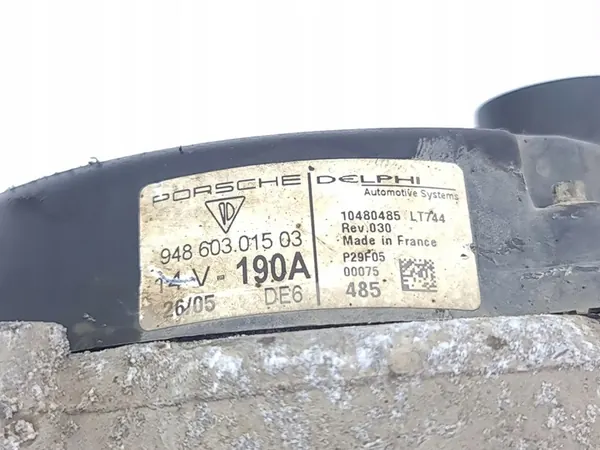 PORSCHE
948 603.015 03
14 V- 190A
26/05 DE6
DELPHI
Automotive Systems
10480485 LT744
Rev.030
Made in France
P29F05
00075
485